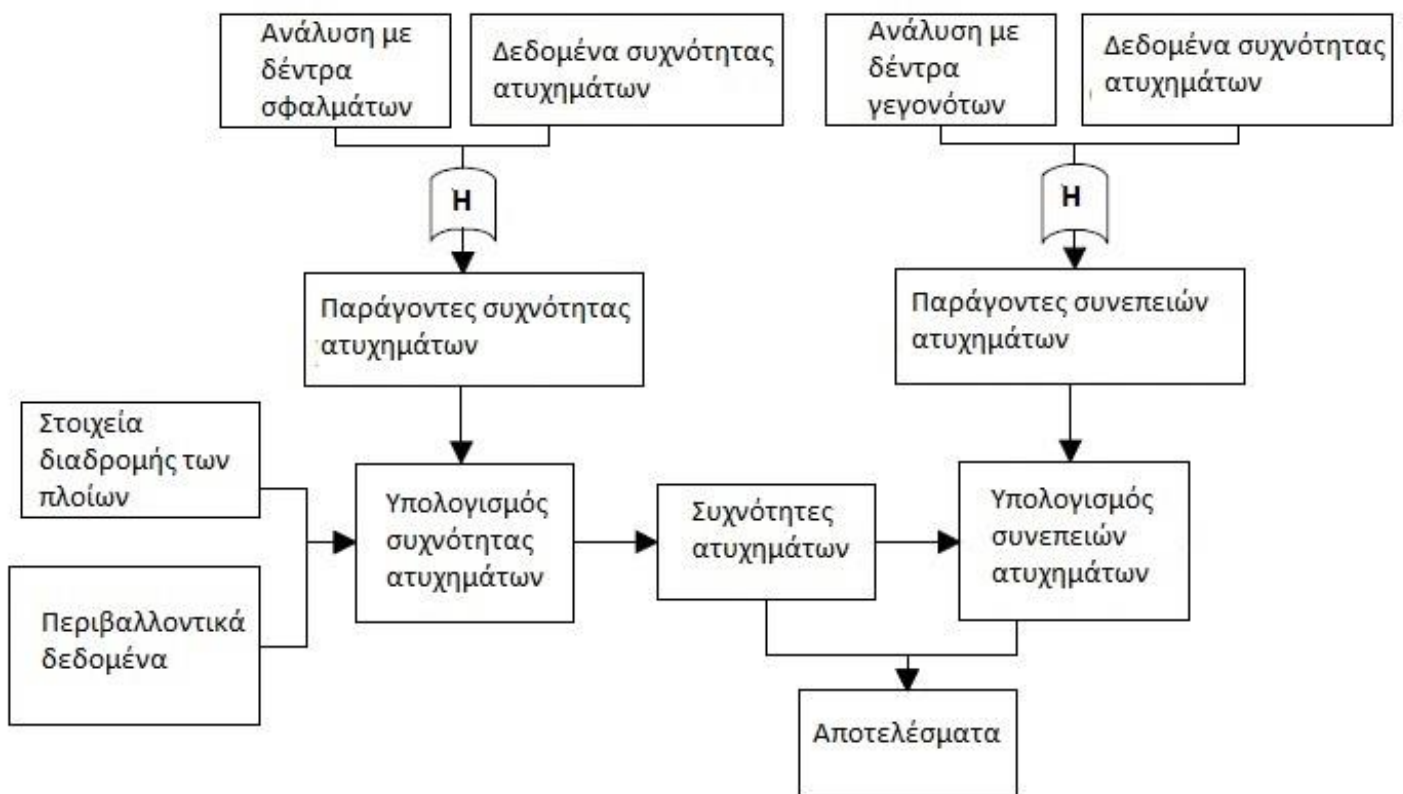 Ανάλυση με
δέντρα
σφαλμάτων
Δεδομένα συχνότητας
ατυχημάτων
Ανάλυση με
δέντρα
γεγονότων
Δεδομένα συχνότητας
ατυχημάτων
Η
Η
Παράγοντες συχνότητας
ατυχημάτων
Παράγοντες συνεπειών
ατυχημάτων
Στοιχεία
διαδρομής των
πλοίων
Περιβαλλοντικά
δεδομένα
Υπολογισμός
συχνότητας
ατυχημάτων
Συχνότητες
ατυχημάτων
Υπολογισμός
συνεπειών
ατυχημάτων
Αποτελέσματα